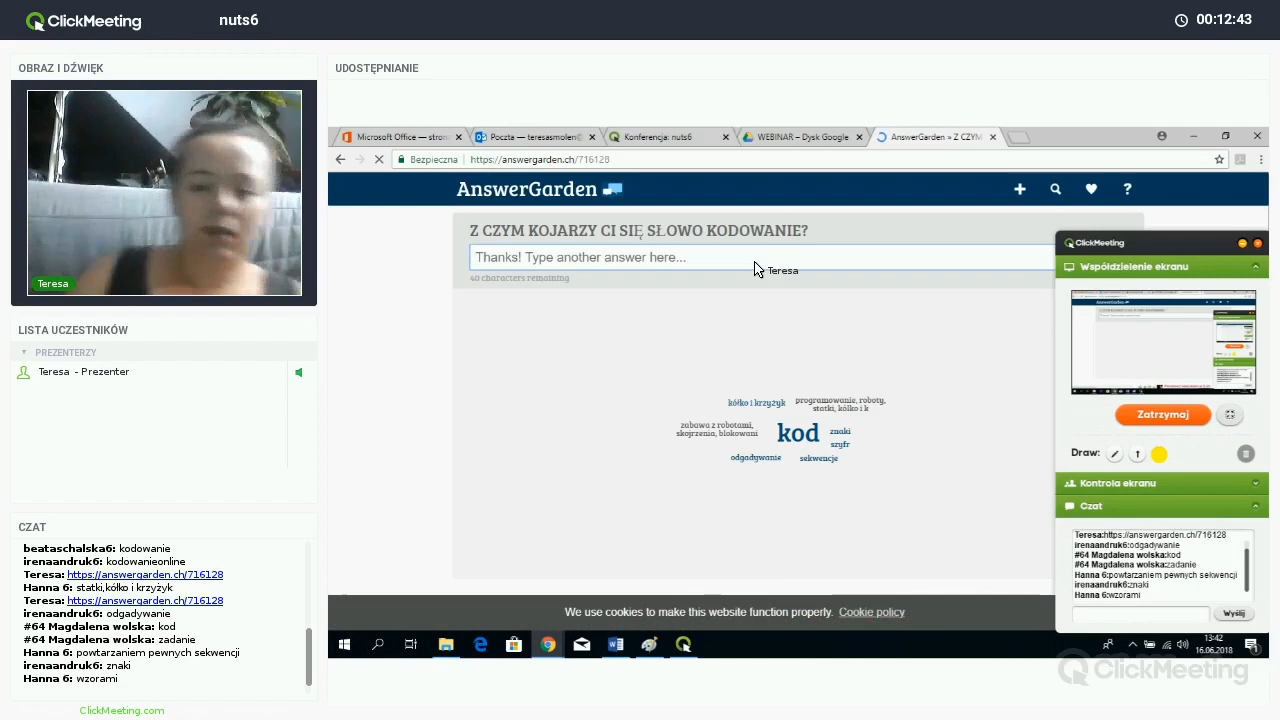 ClickMeeting
nuts6
00:12:43
OBRAZ I DŹWIĘK
Teresa
LISTA UCZESTNIKÓW
PREZENTERZY
Teresa - Prezenter
CZAT
beataschalska6: kodowanie
irenaandruk6: kodowanieonline
Teresa: https://answergarden.ch/716128
Hanna 6: statki,kółko i krzyżyk
Teresa: https://answergarden.ch/716128
irenaandruk6: odgadywanie
#64 Magdalena wolska: kod
#64 Magdalena wolska: zadanie
Hanna 6: powtarzaniem pewnych sekwencji
irenaandruk6: znaki
Hanna 6: wzorami
ClickMeeting.com
UDOSTĘPNIANIE
Microsoft Office — stron
Poczta — teresasmolen@
Konferencja: nuts6
WEBINAR – Dysk Google
AnswerGarden » Z CZYM
Bezpieczna
https://answergarden.ch/716128
AnswerGarden
Z CZYM KOJARZY CI SIĘ SŁOWO KODOWANIE?
Thanks! Type another answer here...
Teresa
40 characters remaining
kółko i krzyżyk
programowanie, roboty,
statki, kólko i k
zabawa z robotami,
skojrzenia, blokowani
kod
znaki
szyfr
odgadywanie
sekwencje
We use cookies to make this website function properly. Cookie policy
ClickMeeting
Współdzielenie ekranu
Zatrzymaj
Draw:
Kontrola ekranu
Czat
Teresa:https://answergarden.ch/716128
irenaandruk6:odgadywanie
#64 Magdalena wolska:kod
#64 Magdalena wolska:zadanie
Hanna 6:powtarzaniem pewnych sekwencji
irenaandruk6:znaki
Hanna 6:wzorami
Wyślij
13:42
16.06.2018
ClickMeeting